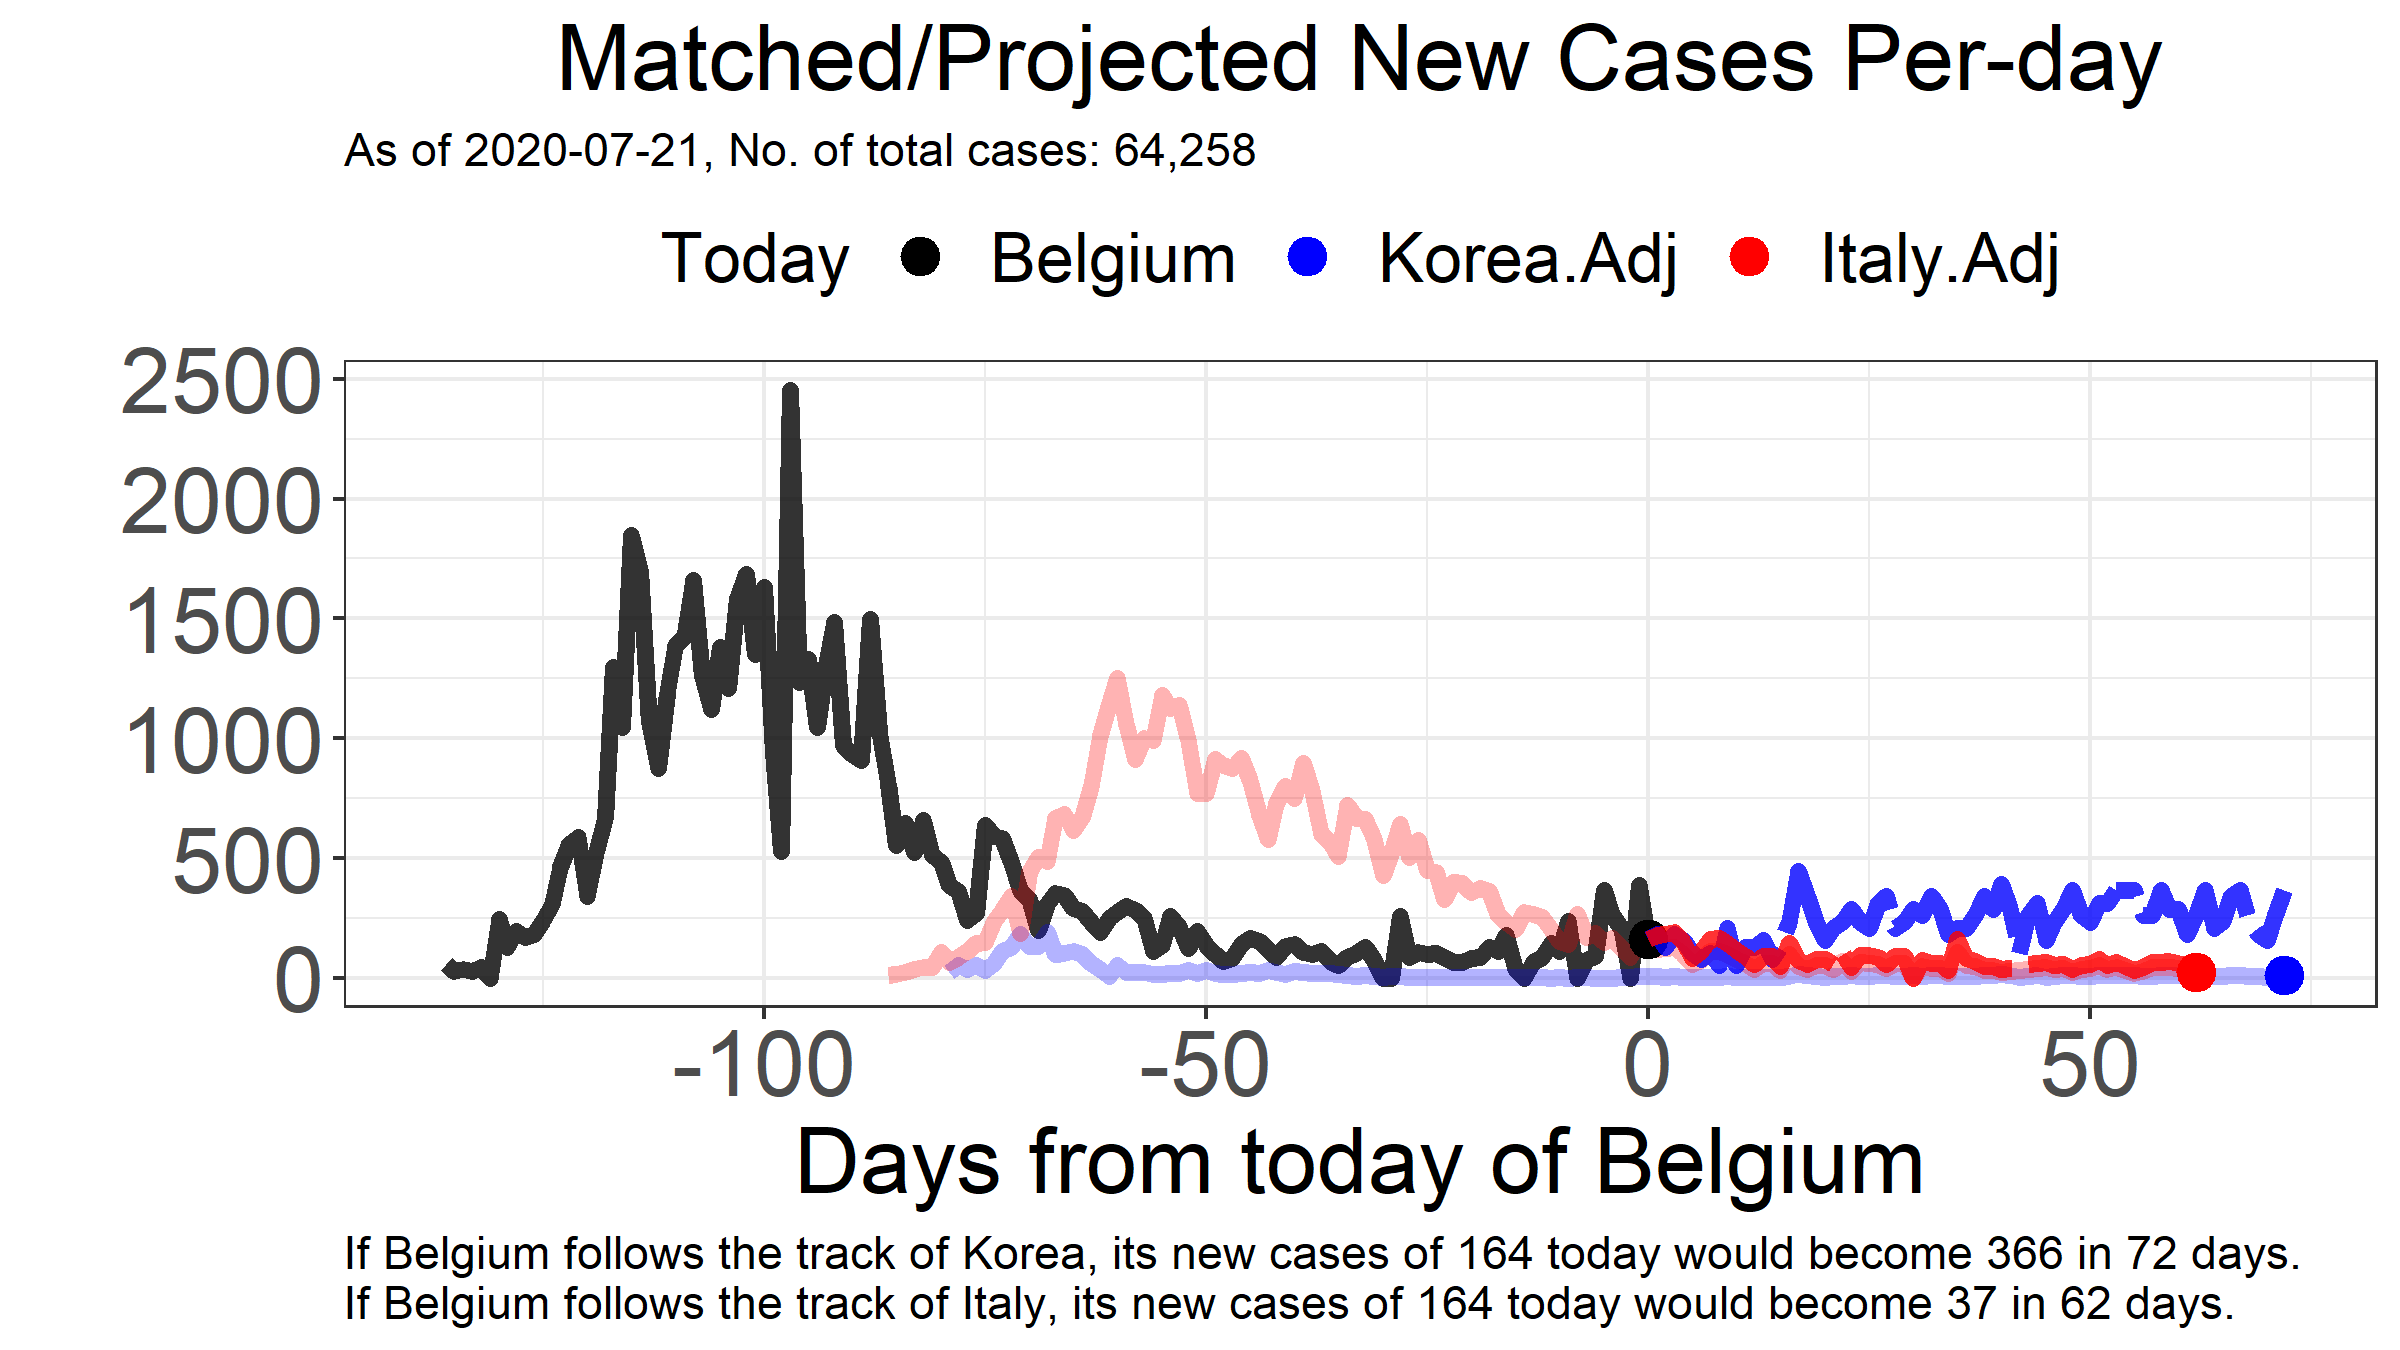 Matched/Projected New Cases Per-day
As of 2020-07-21, No. of total cases: 64,258
Today Belgium Korea.Adj Italy.Adj
2500
2000
1500
1000
500
0
-100 -50 0 50
Days from today of Belgium
If Belgium follows the track of Korea, its new cases of 164 today would become 366 in 72 days.
If Belgium follows the track of Italy, its new cases of 164 today would become 37 in 62 days.